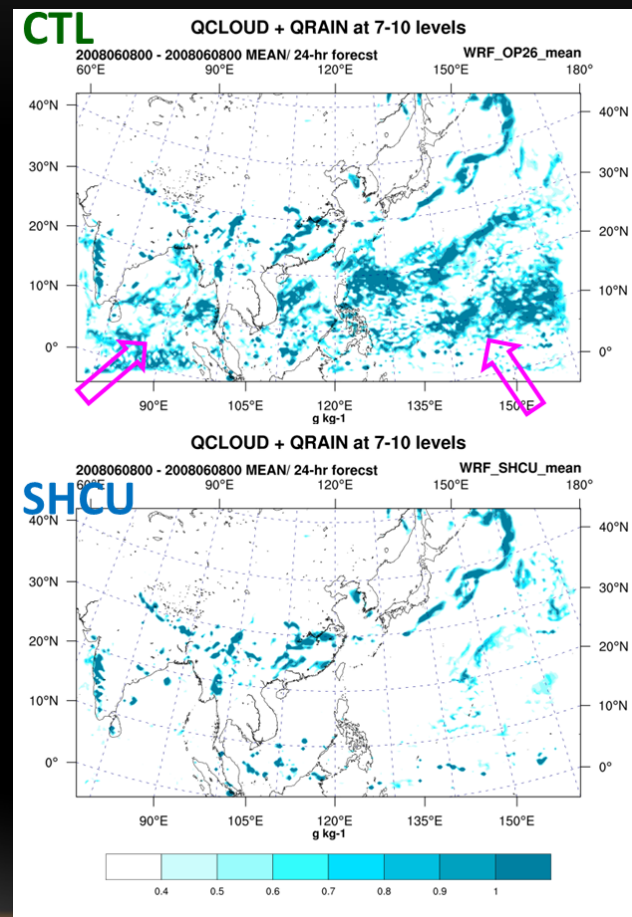 CTL
QCLOUD + QRAIN at 7-10 levels
2008060800 - 2008060800 MEAN/ 24-hr forecst WRF_OP26_mean
60°E 90°E 120°E 150°E 180°
40°N 40°N
30°N 30°N
20°N 20°N
10°N 10°N
0° 0°
90°E 105°E 120°E 135°E 150°E
g kg-1
QCLOUD + QRAIN at 7-10 levels
2008060800 - 2008060800 MEAN/ 24-hr forecst WRF_SHCU_mean
SHCU
60°E 90°E 120°E 150°E 180°
40°N 40°N
30°N 30°N
20°N 20°N
10°N 10°N
0° 0°
90°E 105°E 120°E 135°E 150°E
g kg-1
0.4 0.5 0.6 0.7 0.8 0.9 1